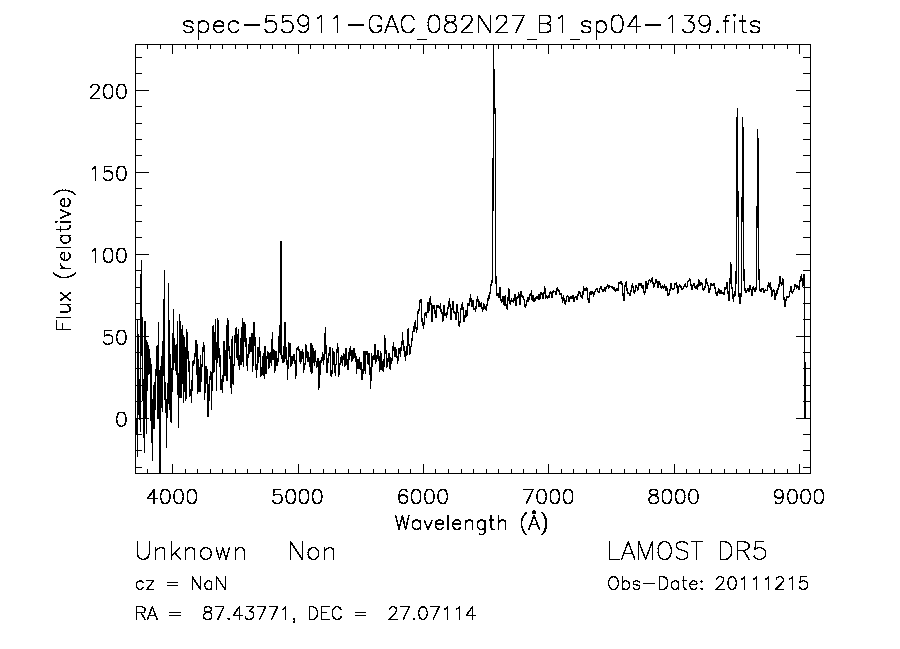 spec-55911-GAC_082N27_B1_sp04-139.fits
Flux (relative)
200
150
100
50
0
4000 5000 6000 7000 8000 9000
Wavelength (Å)
Unknown Non LAMOST DR5
cz = NaN Obs-Date: 20111215
RA = 87.43771, DEC = 27.07114